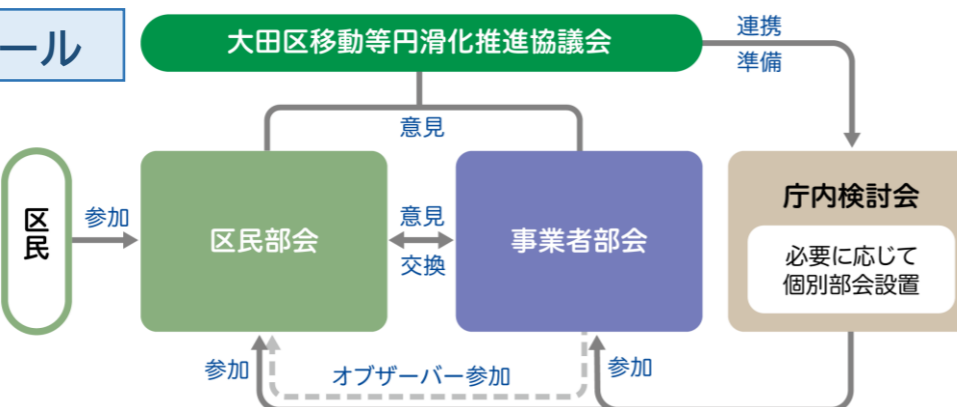 ール
大田区移動等円滑化推進協議会
連携
準備
意見
区民
参加
区民部会
意見
交換
事業者部会
庁内検討会
必要に応じて
個別部会設置
参加
オブザーバー参加
参加